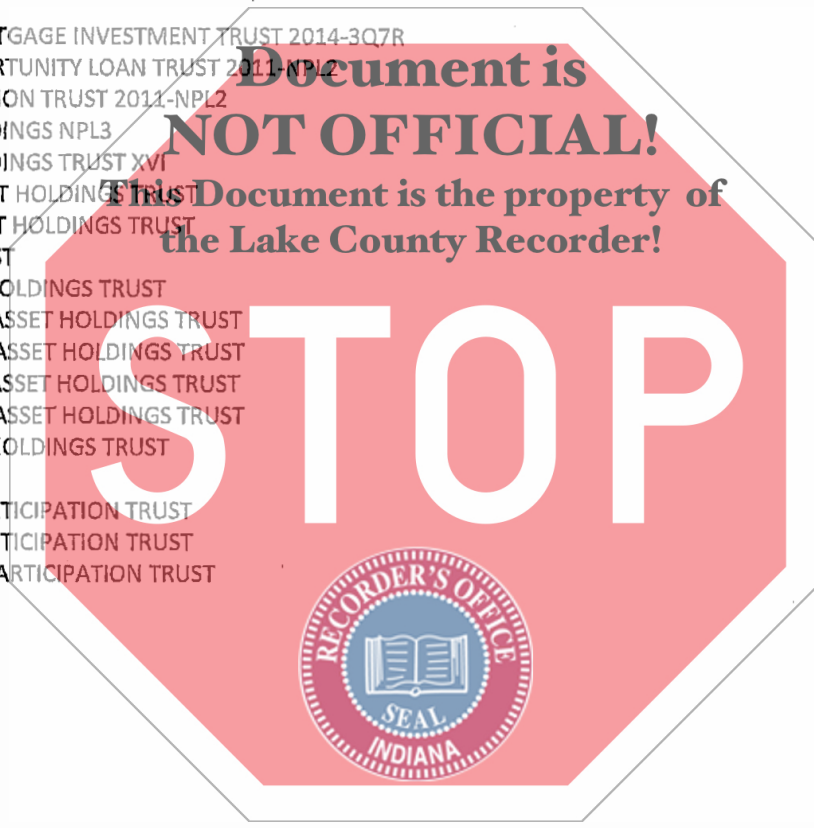 TGAGE INVESTMENT TRUST 2014-3Q7R
RTUNITY LOAN TRUST 2011-NPL2
ON TRUST 2011-NPL2
INGS NPL3
INGS TRUST XVI
T HOLDINGS TRUST
T HOLDINGS TRUST
ST
OLDINGS TRUST
ASSET HOLDINGS TRUST
ASSET HOLDINGS TRUST
ASSET HOLDINGS TRUST
ASSET HOLDINGS TRUST
OLDINGS TRUST
TICIPATION TRUST
TICIPATION TRUST
ARTICIPATION TRUST
Document is
NOT OFFICIAL!
This Document is the property of
the Lake County Recorder!
STOP
RECORDER'S OFFICE
SEAL
INDIANA